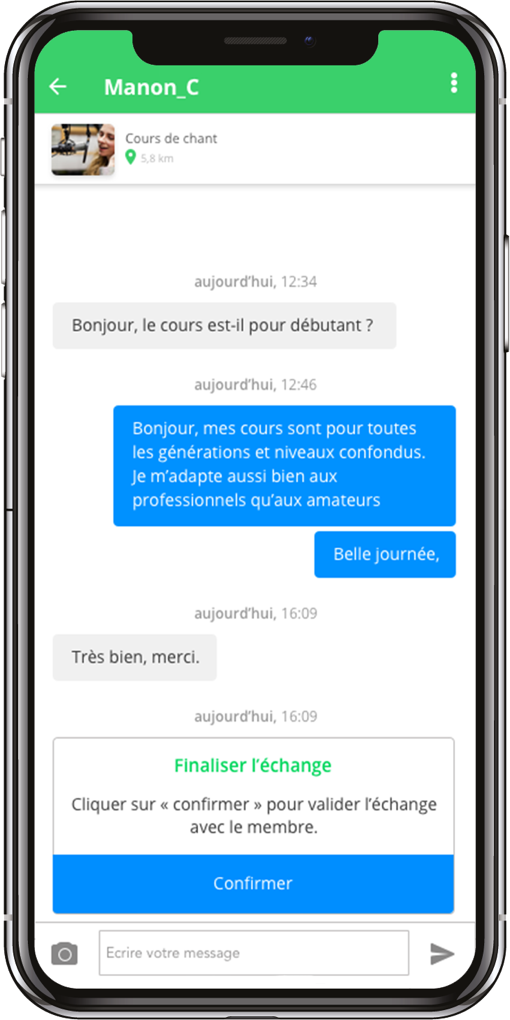 Manon_C
Cours de chant
5,8 km
aujourd’hui, 12:34
Bonjour, le cours est-il pour débutant ?
aujourd’hui, 12:46
Bonjour, mes cours sont pour toutes
les générations et niveaux confondus.
Je m’adapte aussi bien aux
professionnels qu’aux amateurs
Belle journée,
aujourd’hui, 16:09
Très bien, merci.
aujourd’hui, 16:09
Finaliser l’échange
Cliquer sur « confirmer » pour valider l’échange
avec le membre.
Confirmer
Ecrire votre message